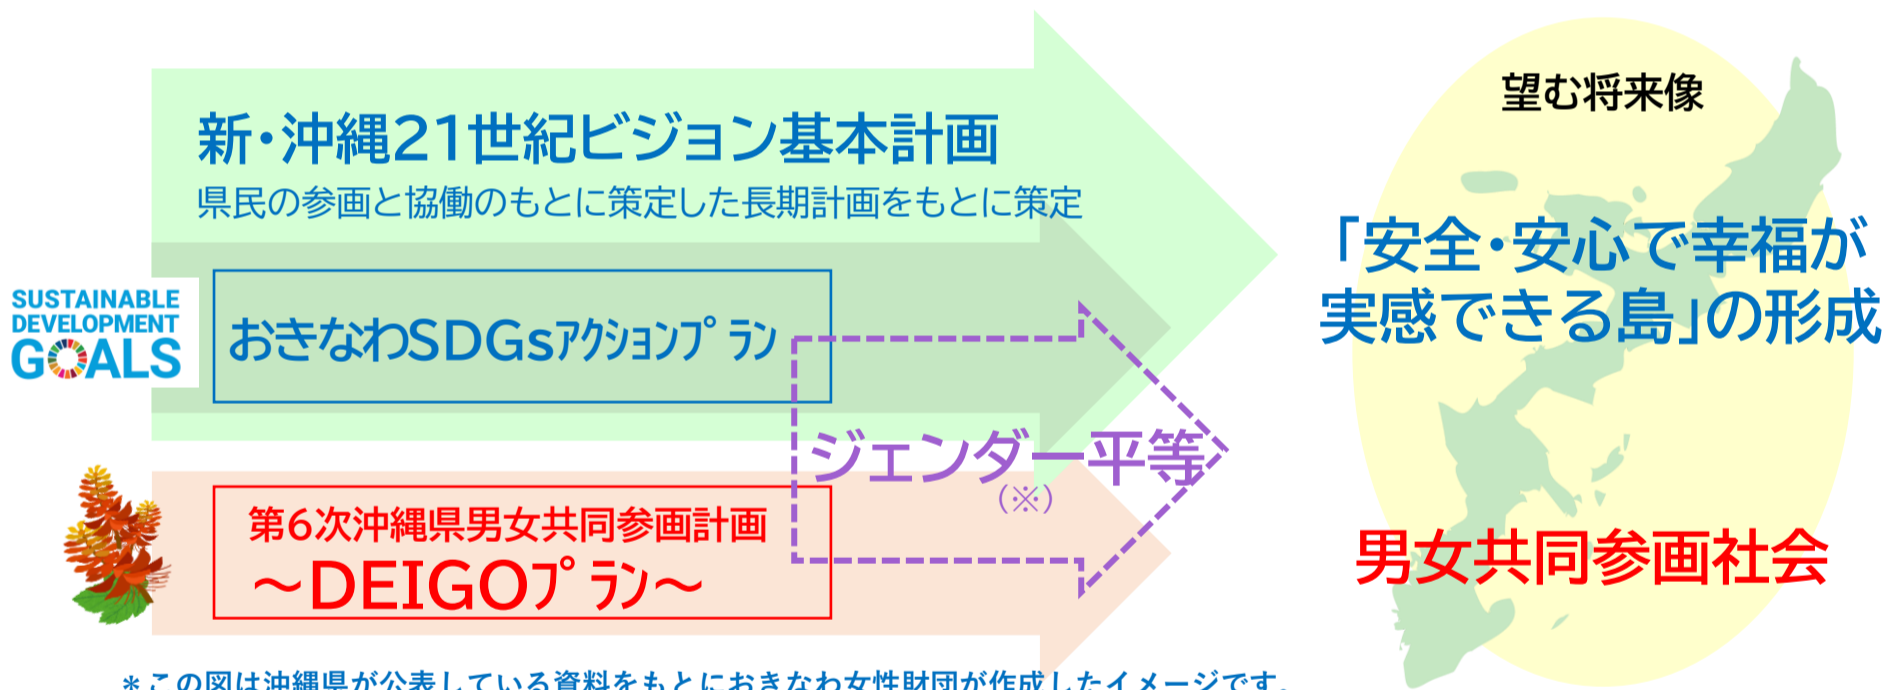 新・沖縄21世紀ビジョン基本計画
県民の参画と協働のもとに策定した長期計画をもとに策定
SUSTAINABLE
DEVELOPMENT
GOALS
おきなわSDGsｱｸｼｮﾝﾌﾟﾗﾝ
ジェンダー平等
(※)
第6次沖縄県男女共同参画計画
～DEIGOﾌﾟﾗﾝ～
望む将来像
「安全・安心で幸福が
実感できる島」の形成
男女共同参画社会
＊この図は沖縄県が公表している資料をもとにおきなわ女性財団が作成したイメージです。